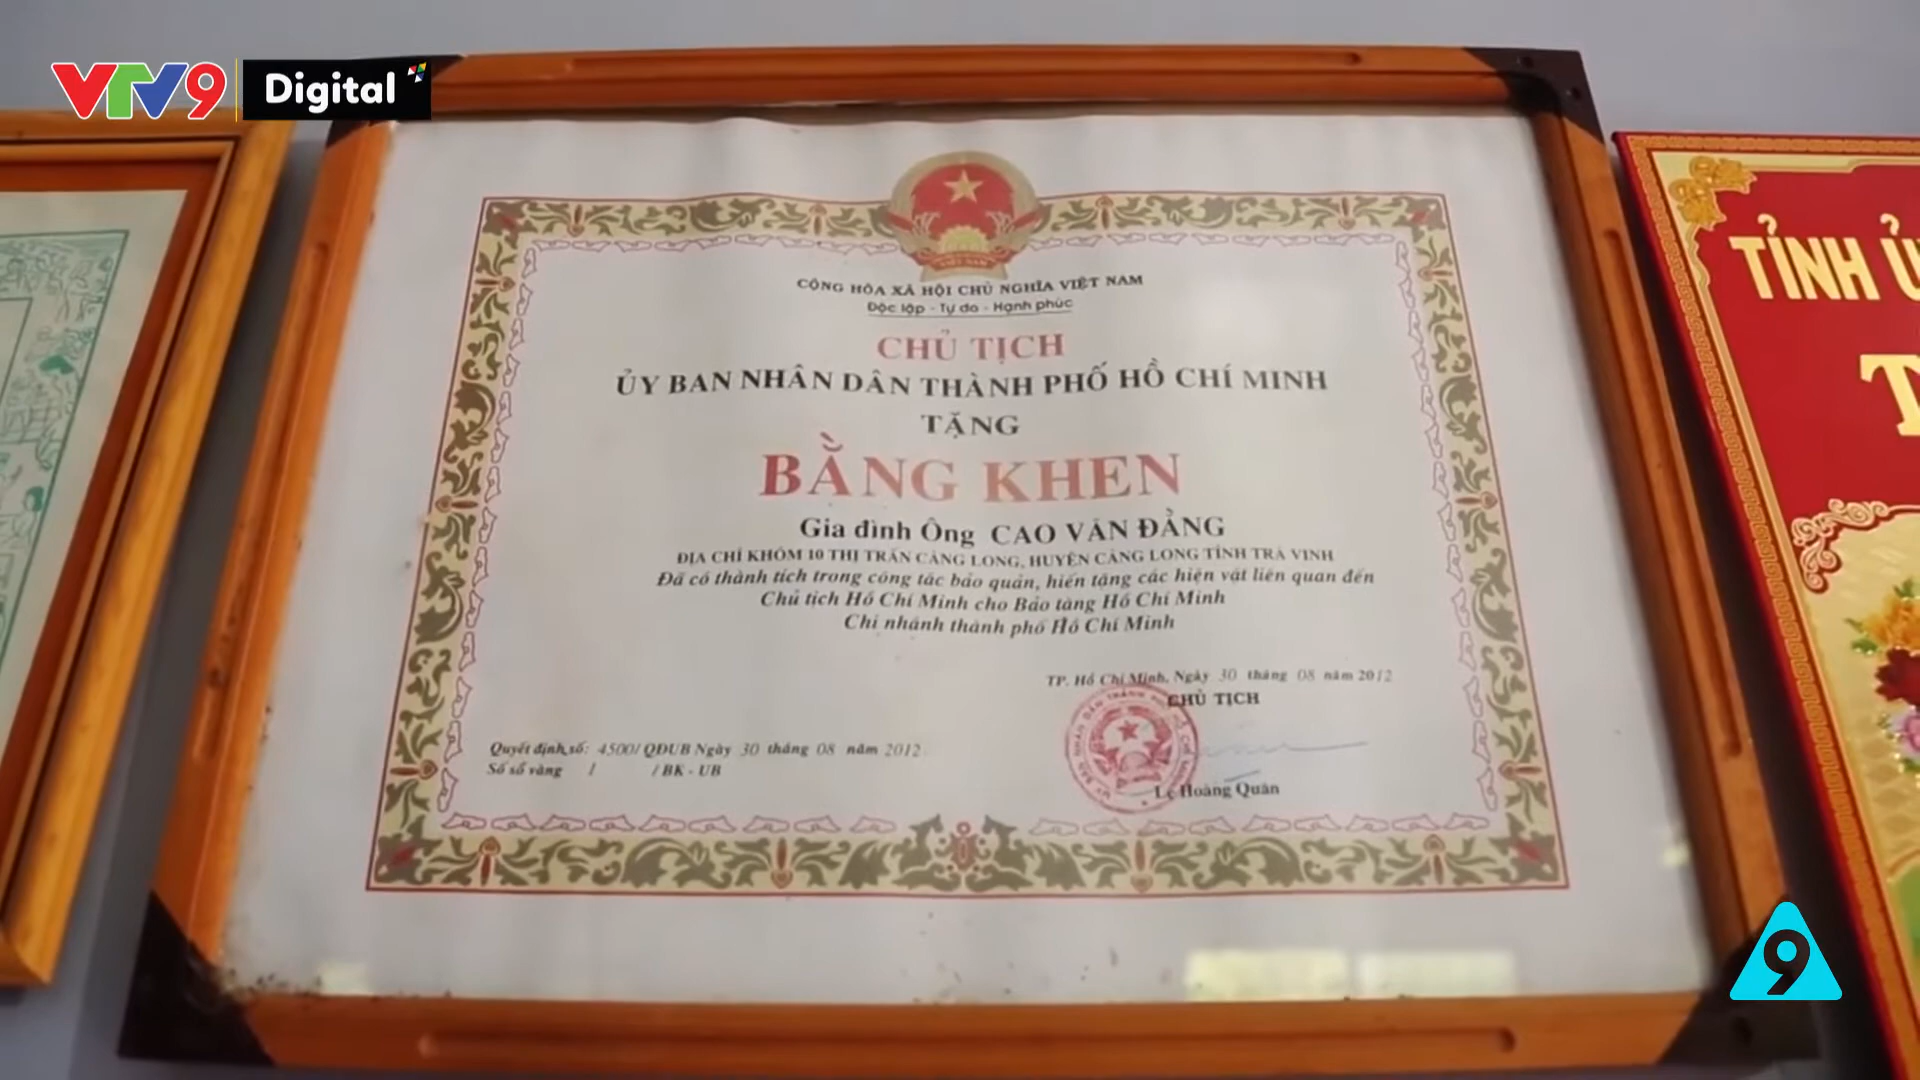 VTV9 Digital
CỘNG HÒA XÃ HỘI CHỦ NGHĨA VIỆT NAM
Độc lập - Tự do - Hạnh phúc
CHỦ TỊCH
ỦY BAN NHÂN DÂN THÀNH PHỐ HỒ CHÍ MINH
TẶNG
BẰNG KHEN
Gia đình Ông CAO VĂN ĐẢNG
ĐỊA CHỈ KHÓM 10 THỊ TRẤN CÀNG LONG, HUYỆN CÀNG LONG TỈNH TRÀ VINH
Đã có thành tích trong công tác bảo quản, hiến tặng các hiện vật liên quan đến
Chủ tịch Hồ Chí Minh cho Bảo tàng Hồ Chí Minh
Chi nhánh thành phố Hồ Chí Minh
TP. Hồ Chí Minh, Ngày 30 tháng 08 năm 2012
CHỦ TỊCH
Quyết định số: 4500/ QĐUB Ngày 30 tháng 08 năm 2012
Số sổ vàng 1 / BK - UB
Lê Hoàng Quân
TỈNH Ủ
T
9